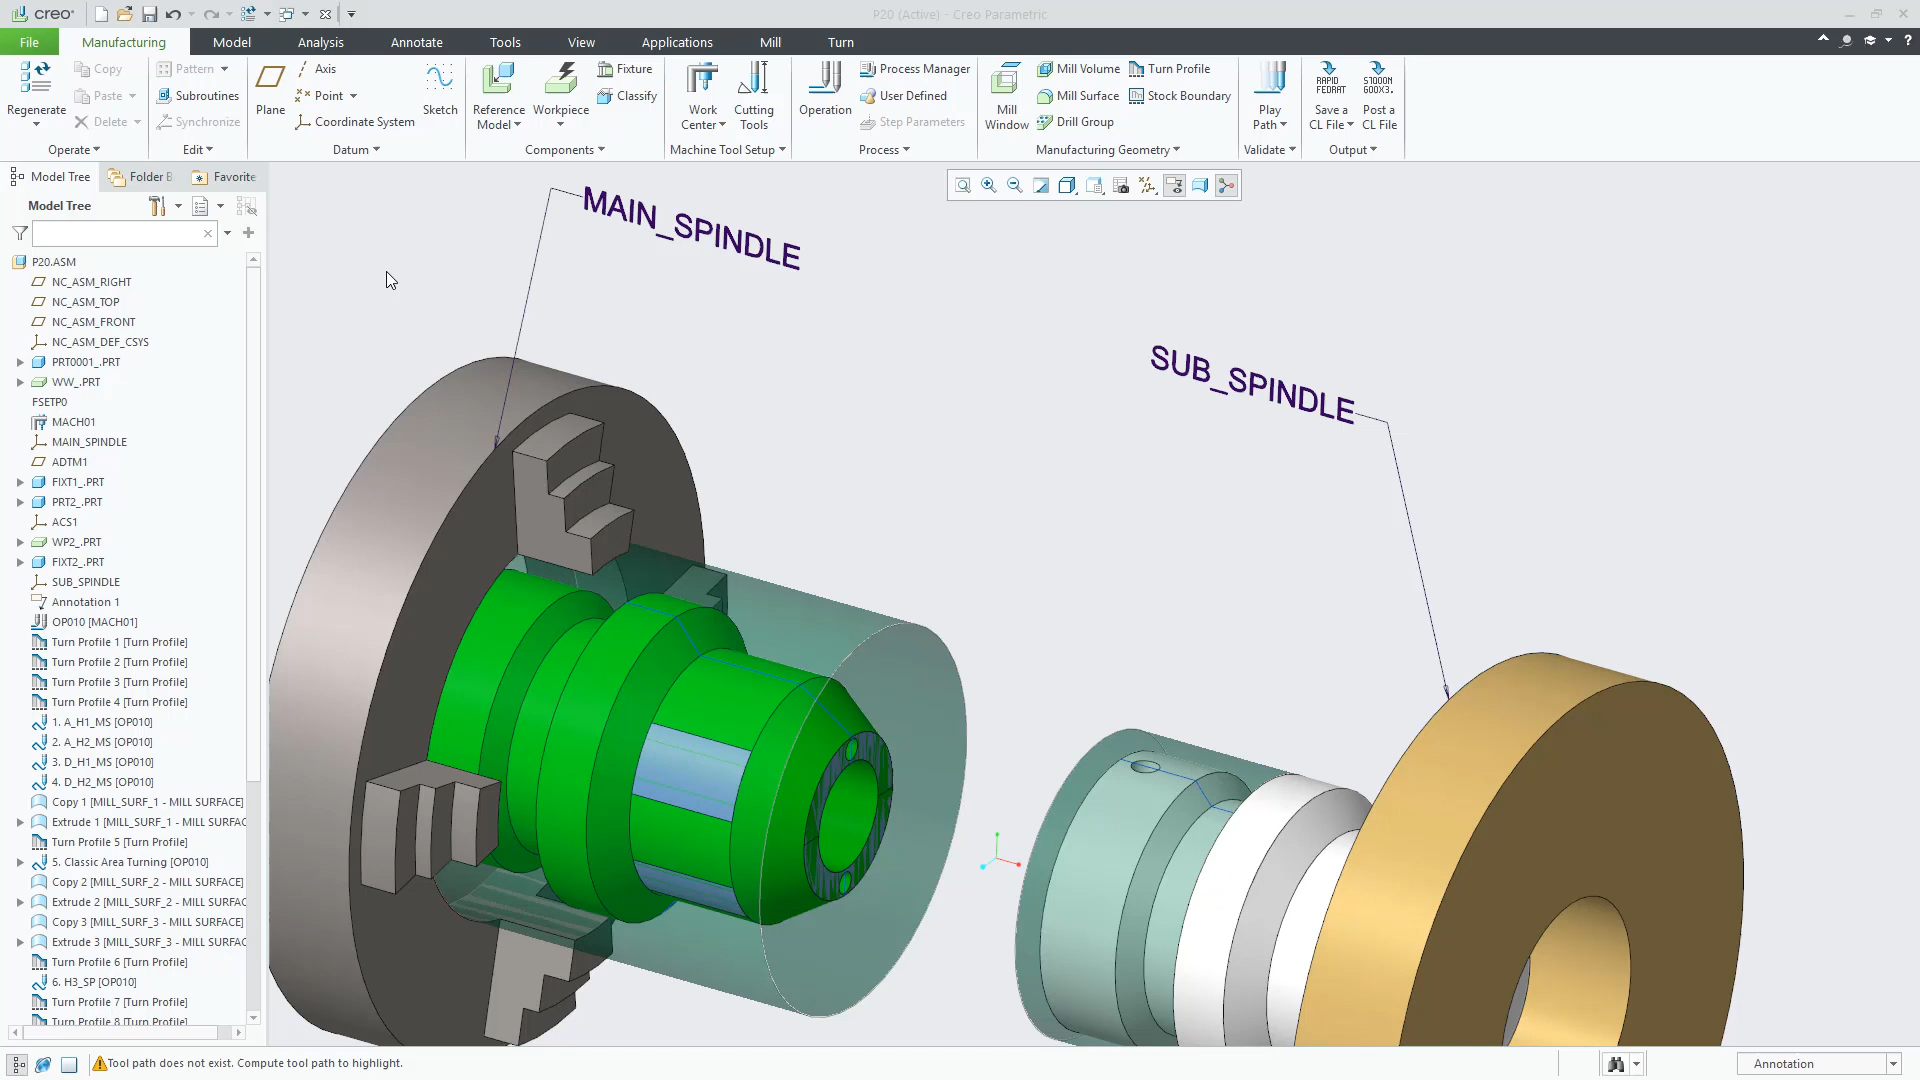 creo
P20 (Active) - Creo Parametric
File
Manufacturing
Model
Analysis
Annotate
Tools
View
Applications
Mill
Turn
Regenerate
Copy
Paste
Delete
Operate
Pattern
Subroutines
Synchronize
Edit
Plane
Axis
Point
Coordinate System
Sketch
Datum
Reference
Model
Workpiece
Fixture
Classify
Components
Work
Center
Cutting
Tools
Machine Tool Setup
Operation
Process Manager
User Defined
Step Parameters
Process
Mill
Window
Mill Volume
Mill Surface
Drill Group
Turn Profile
Stock Boundary
Manufacturing Geometry
Play
Path
Validate
RAPID
FEDRAT
Save a
CL File
Post a
CL File
Output
Model Tree
Folder B
Favorite
Model Tree
P20.ASM
NC_ASM_RIGHT
NC_ASM_TOP
NC_ASM_FRONT
NC_ASM_DEF_CSYS
PRT0001_.PRT
WW_.PRT
FSETP0
MACH01
MAIN_SPINDLE
ADTM1
FIXT1_.PRT
PRT2_.PRT
ACS1
WP2_.PRT
FIXT2_.PRT
SUB_SPINDLE
Annotation 1
OP010 [MACH01]
Turn Profile 1 [Turn Profile]
Turn Profile 2 [Turn Profile]
Turn Profile 3 [Turn Profile]
Turn Profile 4 [Turn Profile]
1. A_H1_MS [OP010]
2. A_H2_MS [OP010]
3. D_H1_MS [OP010]
4. D_H2_MS [OP010]
Copy 1 [MILL_SURF_1 - MILL SURFACE]
Extrude 1 [MILL_SURF_1 - MILL SURFAC
Turn Profile 5 [Turn Profile]
5. Classic Area Turning [OP010]
Copy 2 [MILL_SURF_2 - MILL SURFACE]
Extrude 2 [MILL_SURF_2 - MILL SURFAC
Copy 3 [MILL_SURF_3 - MILL SURFACE]
Extrude 3 [MILL_SURF_3 - MILL SURFAC
Turn Profile 6 [Turn Profile]
6. H3_SP [OP010]
Turn Profile 7 [Turn Profile]
Turn Profile 8 [Turn Profile]
MAIN_SPINDLE
SUB_SPINDLE
Tool path does not exist. Compute tool path to highlight.
Annotation